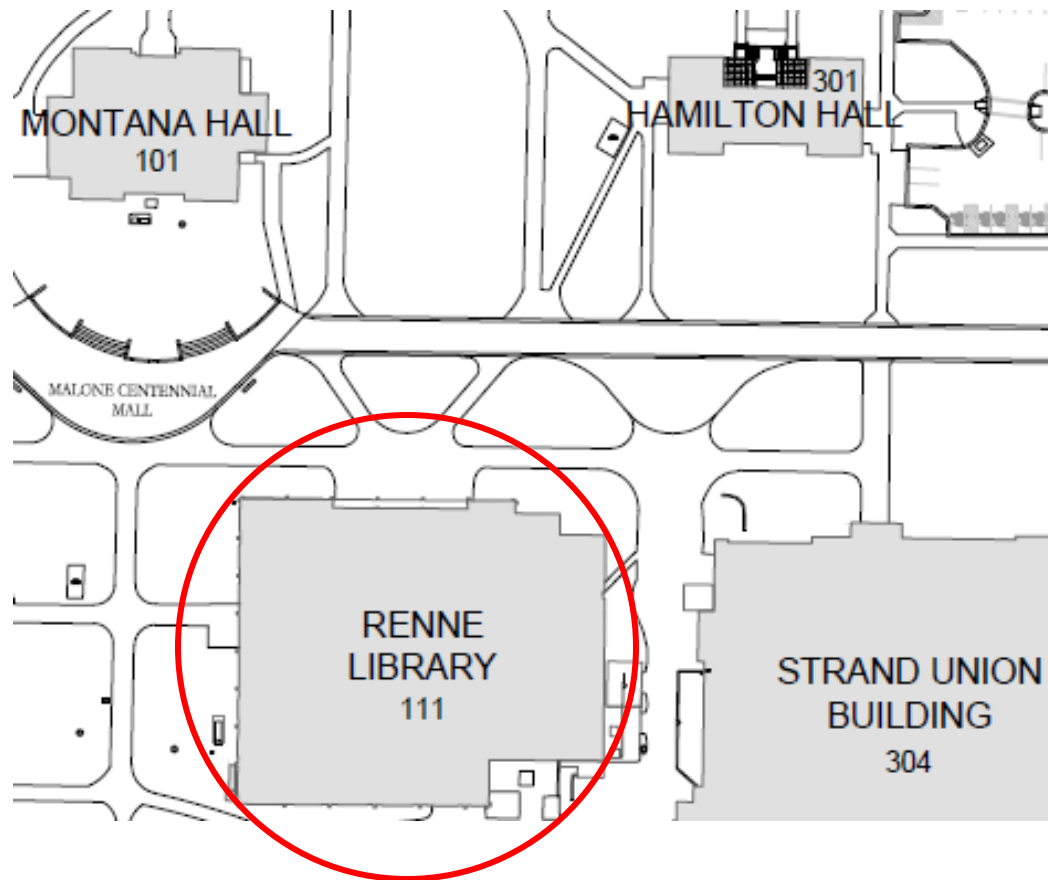 MONTANA HALL
101
301
HAMILTON HALL
MALONE CENTENNIAL
MALL
RENNE
LIBRARY
111
STRAND UNION
BUILDING
304